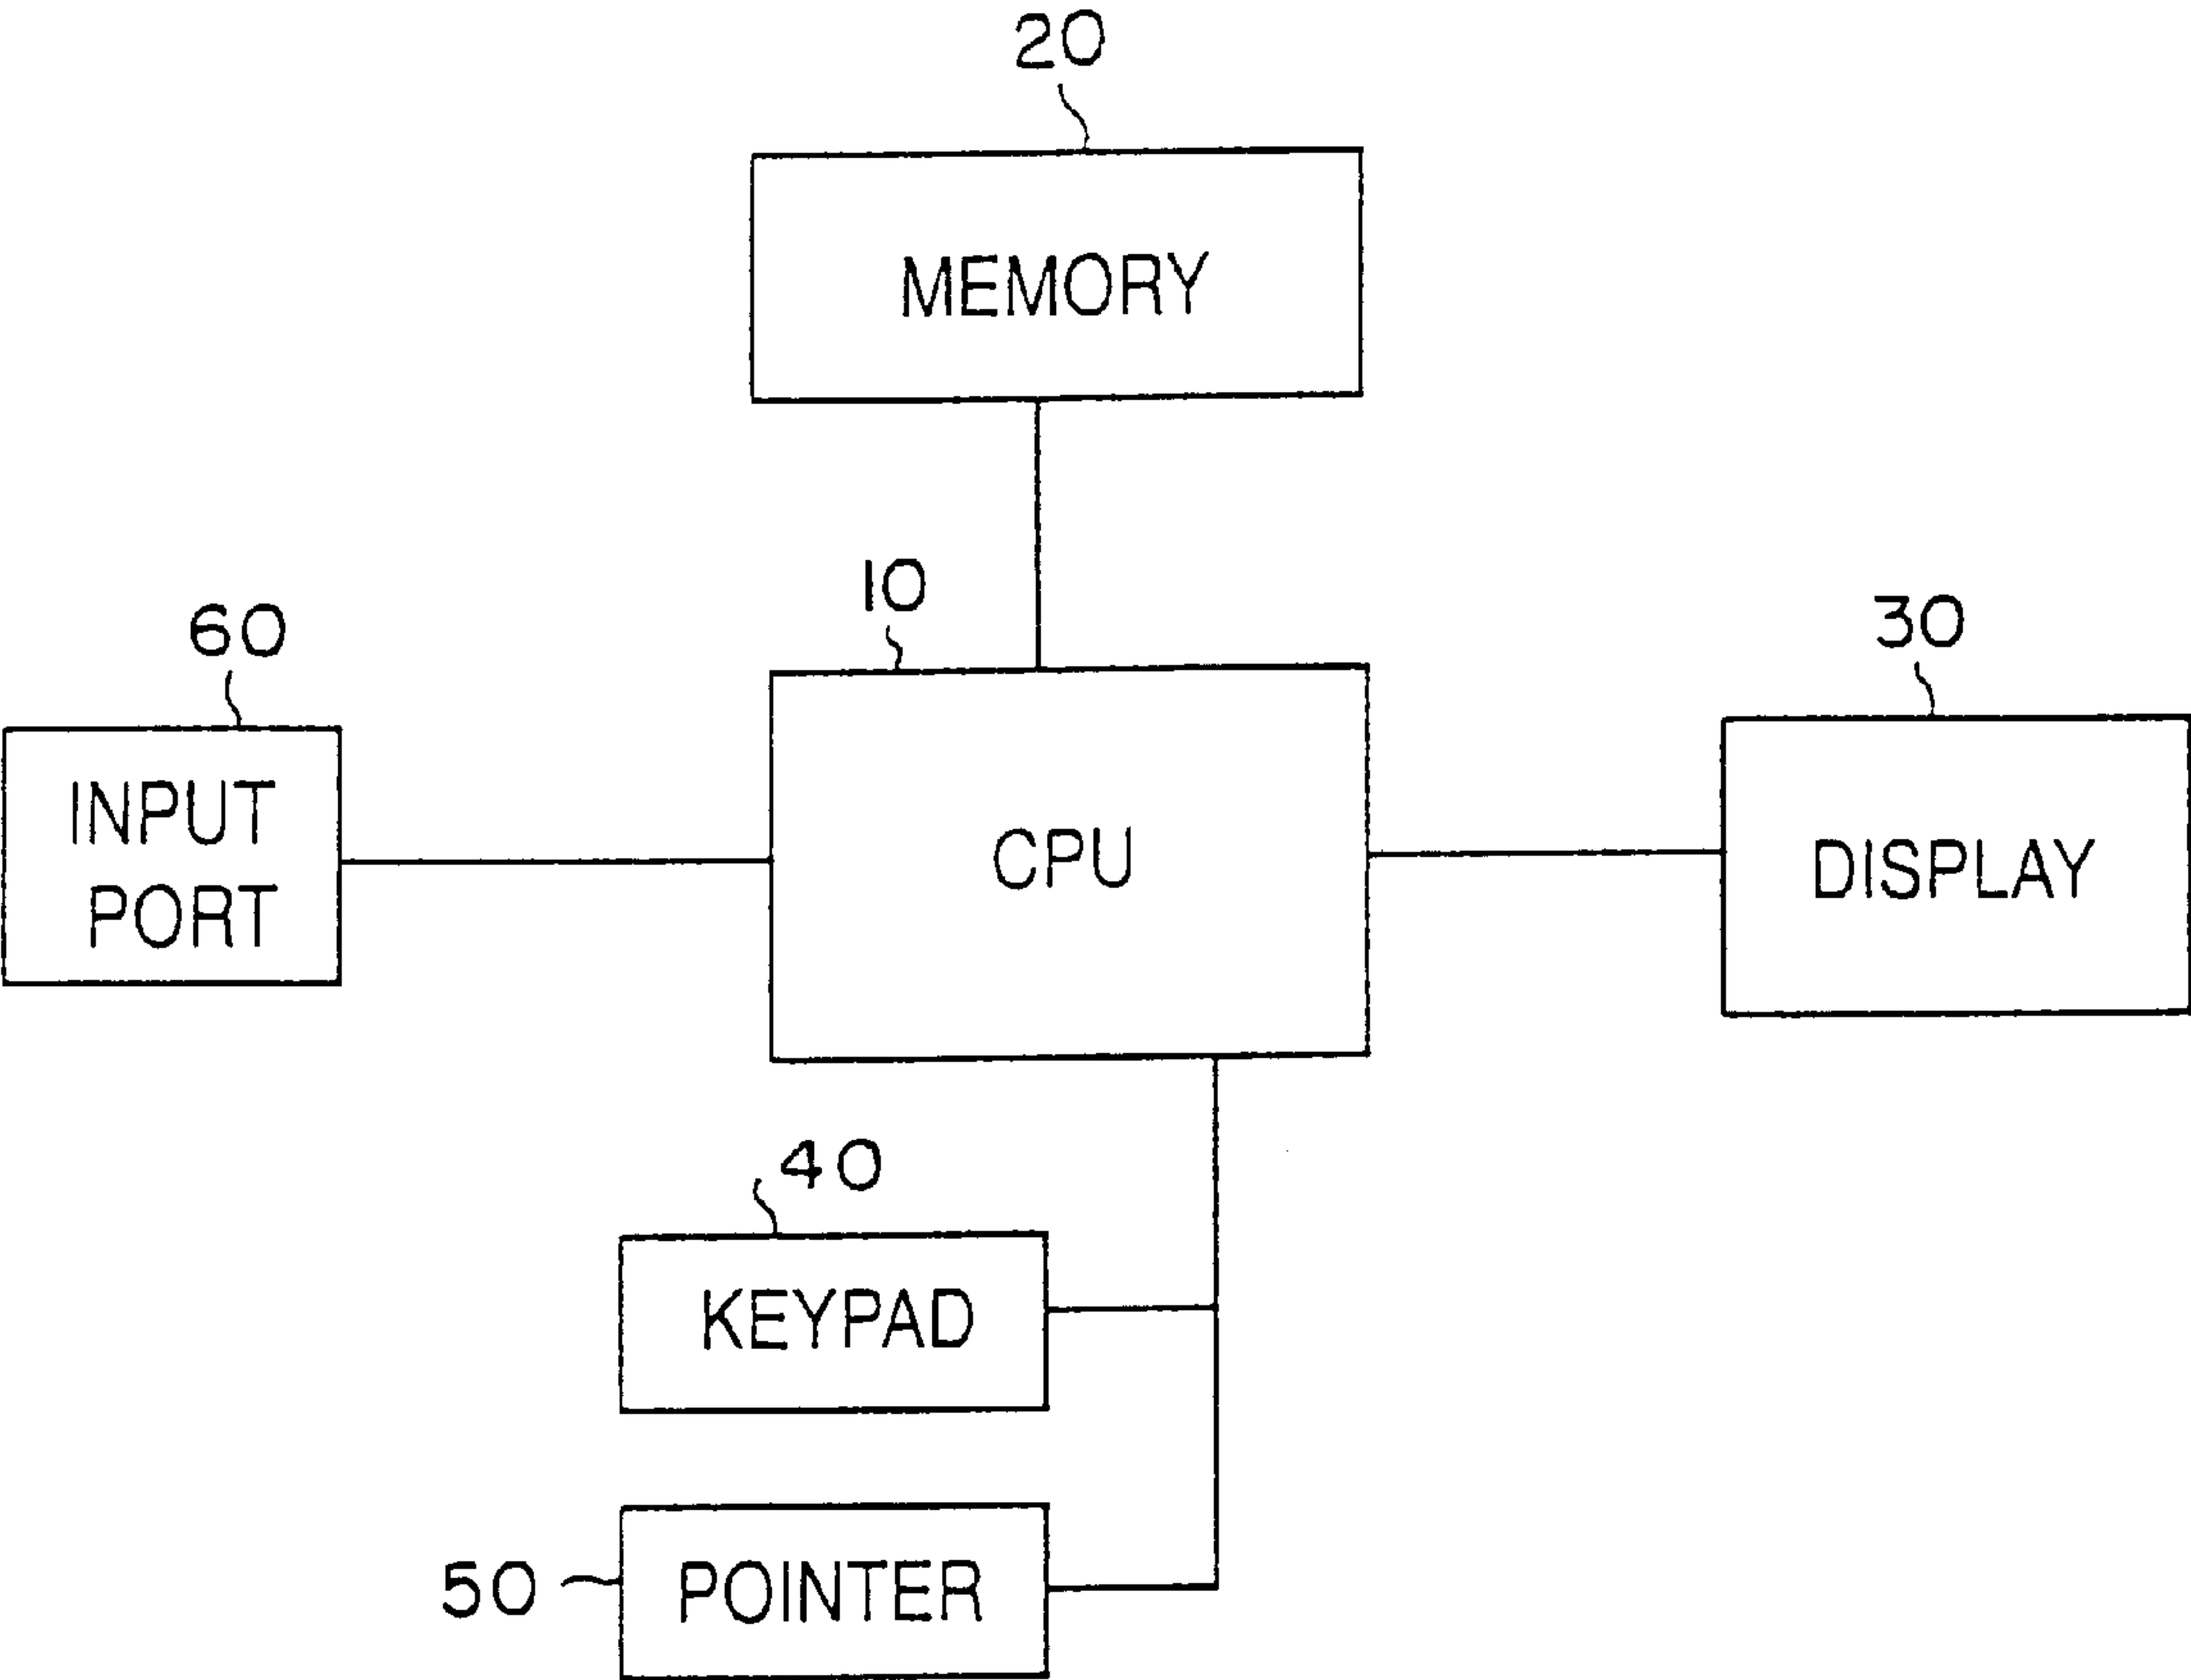 20
MEMORY
10
60
30
INPUT
PORT
CPU
DISPLAY
40
KEYPAD
50
POINTER